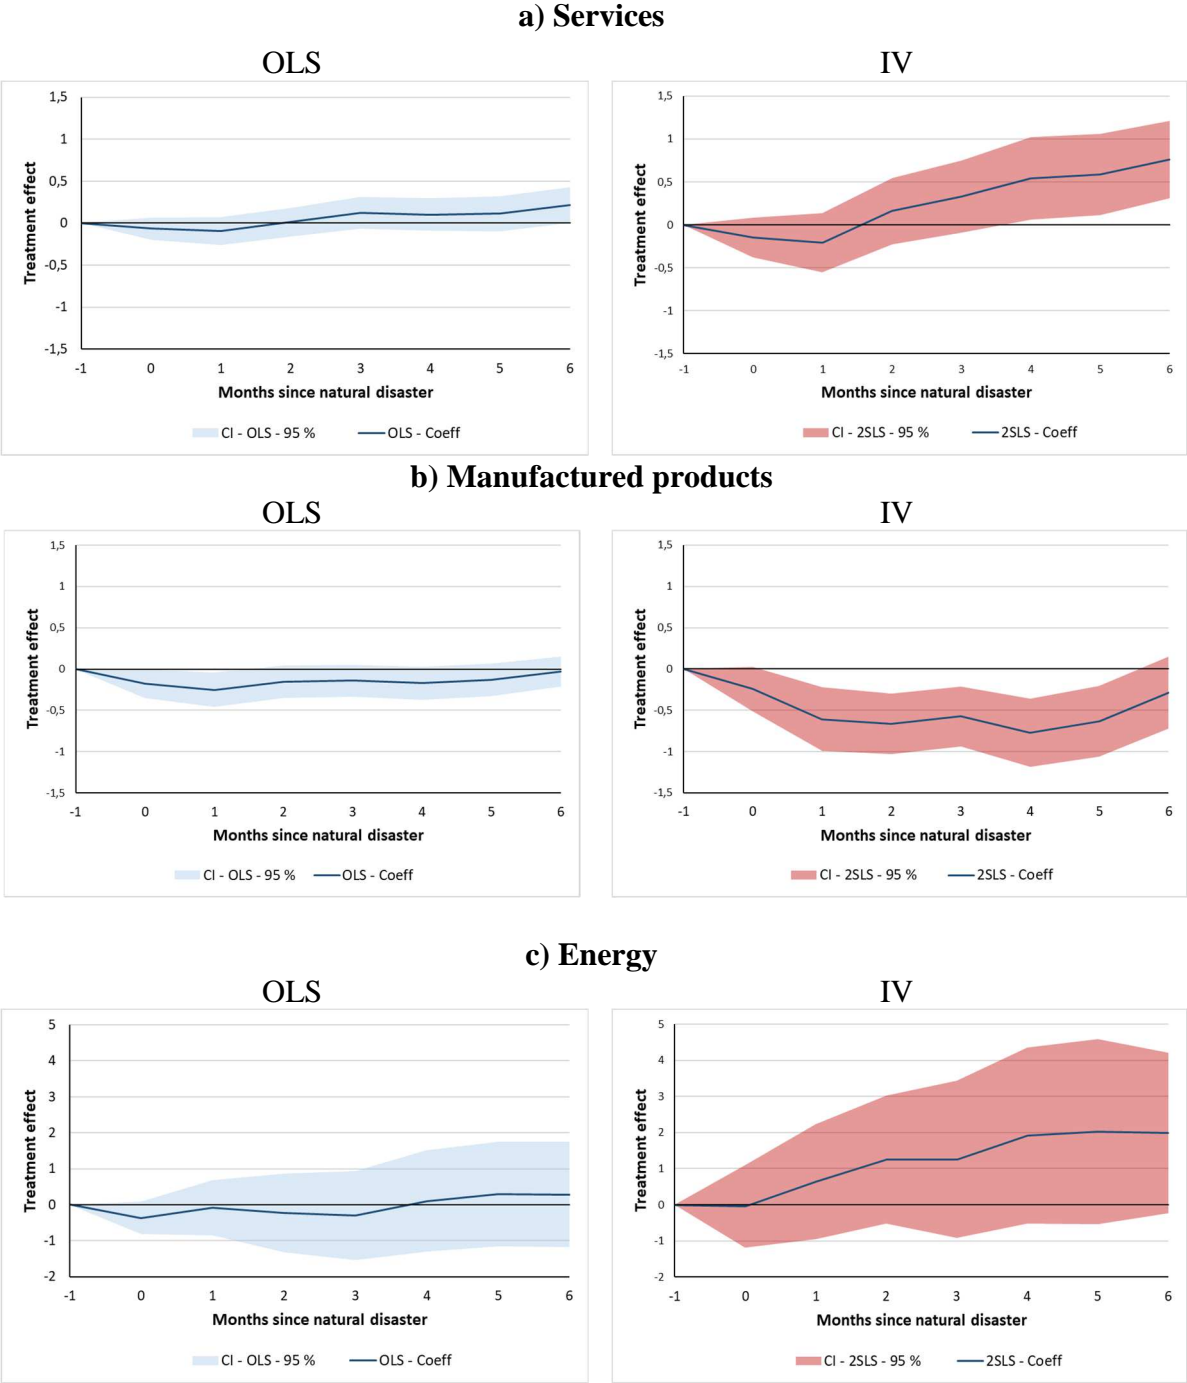 a) Services
OLS
IV
1,5
1
0,5
0
-0,5
-1
-1,5
Treatment effect
-1 0 1 2 3 4 5 6
Months since natural disaster
CI - OLS - 95 % OLS - Coeff
1,5
1
0,5
0
-0,5
-1
-1,5
Treatment effect
-1 0 1 2 3 4 5 6
Months since natural disaster
CI - 2SLS - 95 % 2SLS - Coeff
b) Manufactured products
OLS
IV
1,5
1
0,5
0
-0,5
-1
-1,5
Treatment effect
-1 0 1 2 3 4 5 6
Months since natural disaster
CI - OLS - 95 % OLS - Coeff
1,5
1
0,5
0
-0,5
-1
-1,5
Treatment effect
-1 0 1 2 3 4 5 6
Months since natural disaster
CI - 2SLS - 95 % 2SLS - Coeff
c) Energy
OLS
IV
5
4
3
2
1
0
-1
-2
Treatment effect
-1 0 1 2 3 4 5 6
Months since natural disaster
CI - OLS - 95 % OLS - Coeff
5
4
3
2
1
0
-1
-2
Treatment effect
-1 0 1 2 3 4 5 6
Months since natural disaster
CI - 2SLS - 95 % 2SLS - Coeff